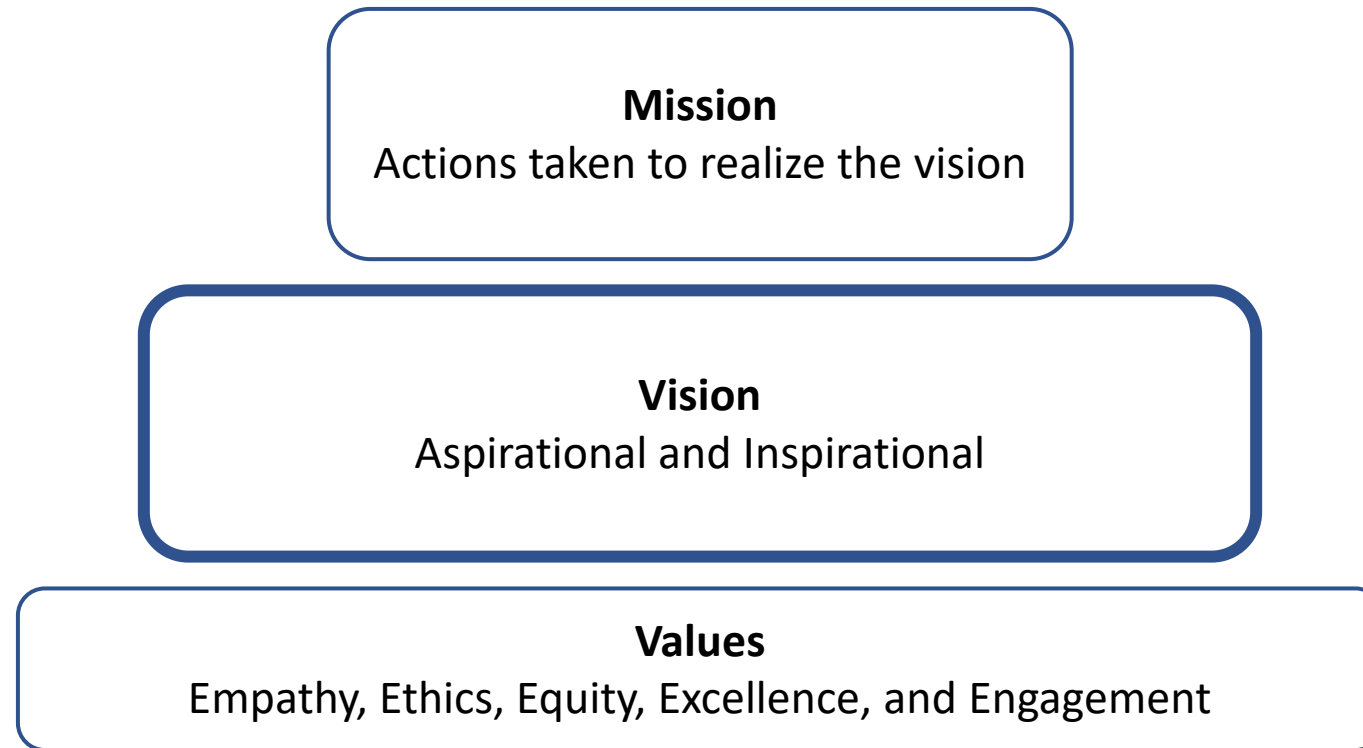 Mission
Actions taken to realize the vision
Vision
Aspirational and Inspirational
Values
Empathy, Ethics, Equity, Excellence, and Engagement